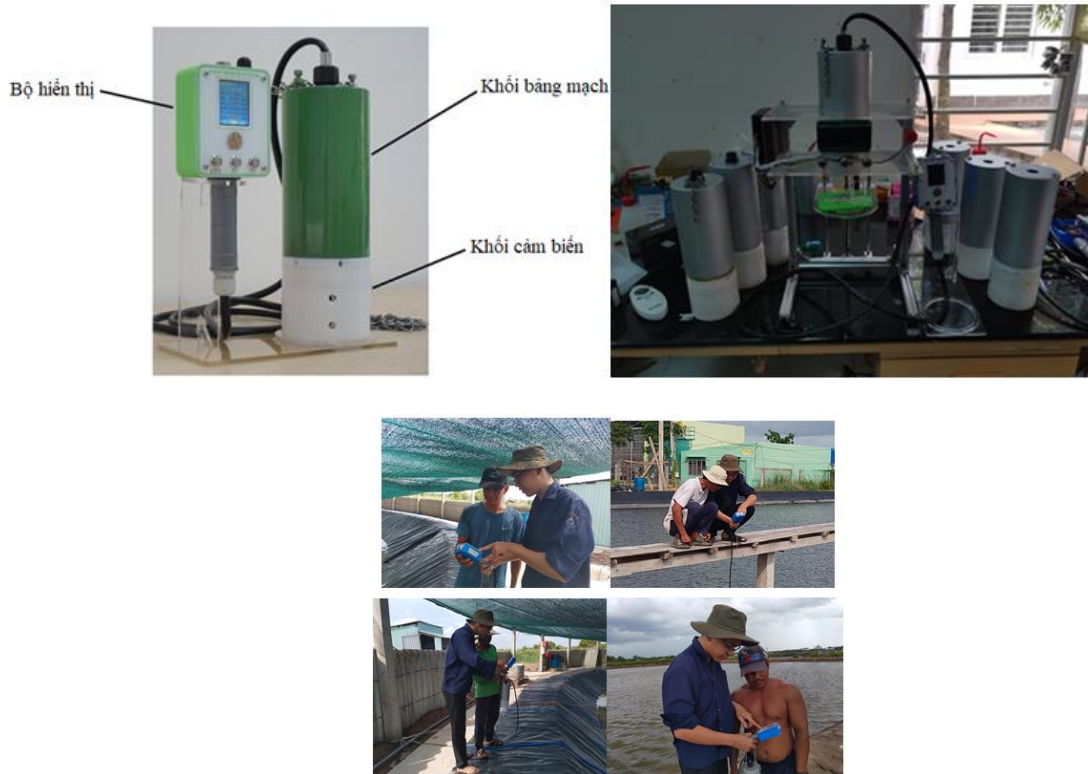 Bộ hiển thị
Khối bảng mạch
Khối cảm biến